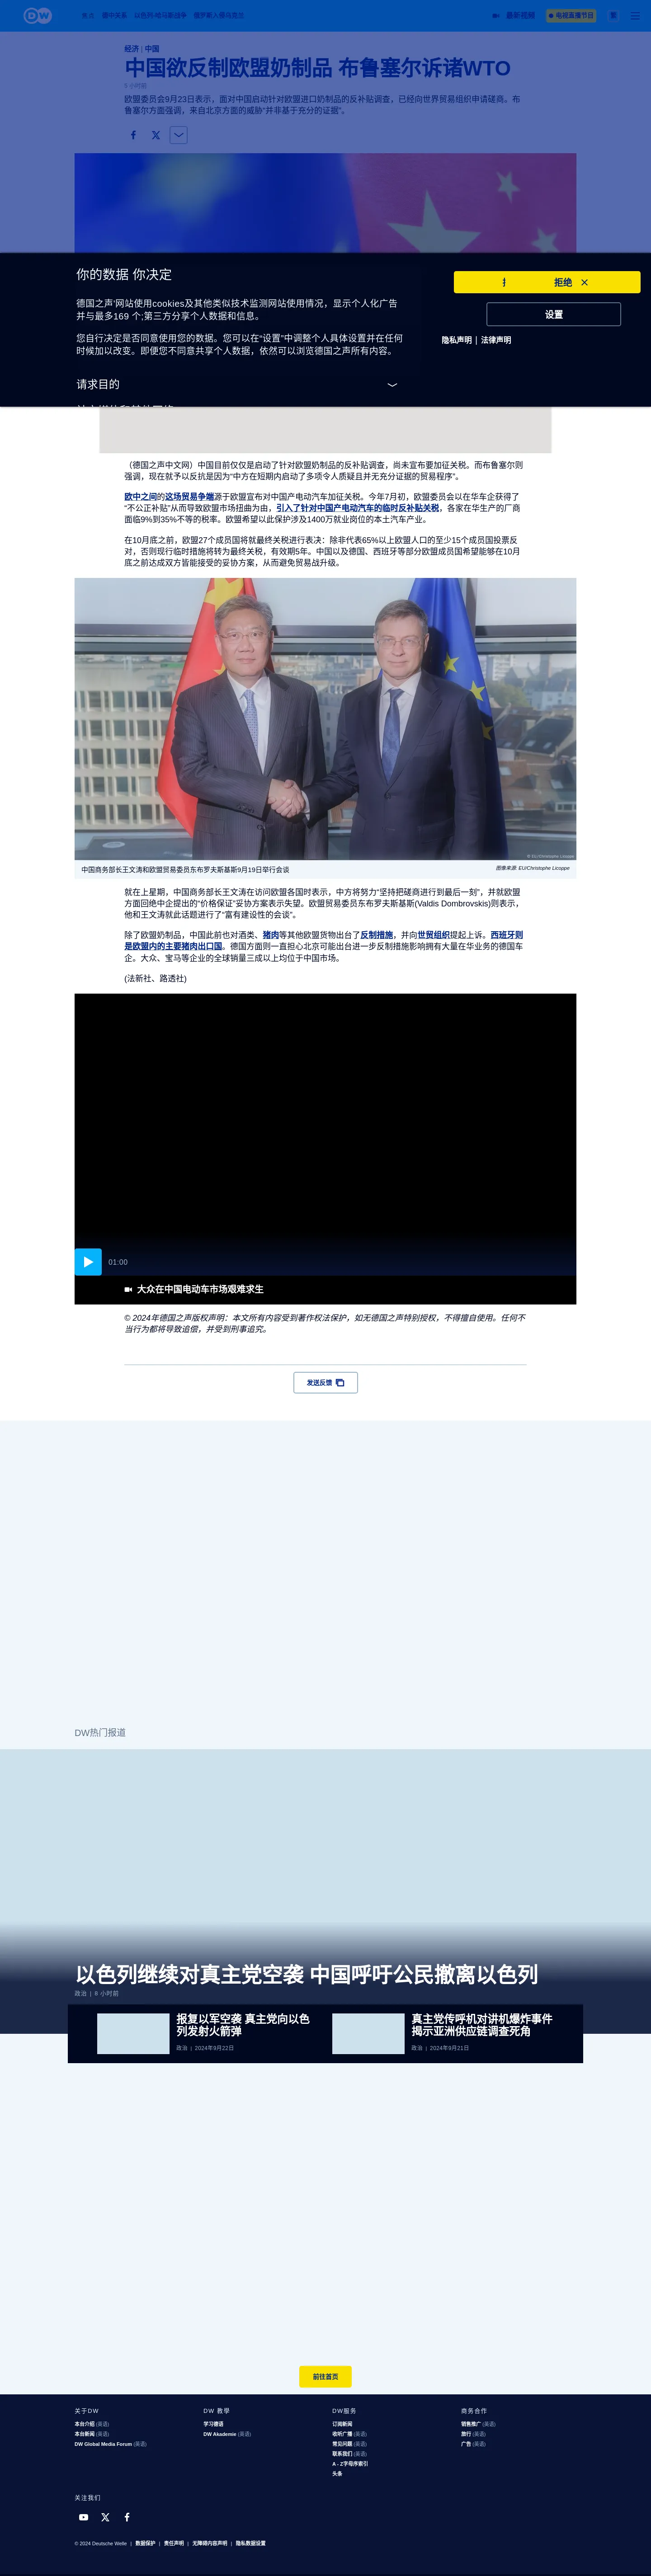 DW
焦点 德中关系 以色列-哈马斯战争 俄罗斯入侵乌克兰
最新视频
电视直播节目
繁
经济 | 中国
中国欲反制欧盟奶制品 布鲁塞尔诉诸WTO
5 小时前
欧盟委员会9月23日表示，面对中国启动针对欧盟进口奶制品的反补贴调查，已经向世界贸易组织申请磋商。布
鲁塞尔方面强调，来自北京方面的威胁“并非基于充分的证据”。
你的数据 你决定
拒绝
设置
隐私声明 | 法律声明
德国之声`网站使用cookies及其他类似技术监测网站使用情况，显示个人化广告
并与最多169 个;第三方分享个人数据和信息。
您自行决定是否同意使用您的数据。您可以在“设置”中调整个人具体设置并在任何
时候加以改变。即便您不同意共享个人数据，依然可以浏览德国之声所有内容。
请求目的
（德国之声中文网）中国目前仅仅是启动了针对欧盟奶制品的反补贴调查，尚未宣布要加征关税。而布鲁塞尔则
强调，现在就予以反抗是因为“中方在短期内启动了多项令人质疑且并无充分证据的贸易程序”。
欧中之间的这场贸易争端源于欧盟宣布对中国产电动汽车加征关税。今年7月初，欧盟委员会以在华车企获得了
“不公正补贴”从而导致欧盟市场扭曲为由，引入了针对中国产电动汽车的临时反补贴关税，各家在华生产的厂商
面临9%到35%不等的税率。欧盟希望以此保护涉及1400万就业岗位的本土汽车产业。
在10月底之前，欧盟27个成员国将就最终关税进行表决：除非代表65%以上欧盟人口的至少15个成员国投票反
对，否则现行临时措施将转为最终关税，有效期5年。中国以及德国、西班牙等部分欧盟成员国希望能够在10月
底之前达成双方皆能接受的妥协方案，从而避免贸易战升级。
© EU/Christophe Licoppe
中国商务部长王文涛和欧盟贸易委员东布罗夫斯基斯9月19日举行会谈
图像来源: EU/Christophe Licoppe
就在上星期，中国商务部长王文涛在访问欧盟各国时表示，中方将努力“坚持把磋商进行到最后一刻”，并就欧盟
方面回绝中企提出的“价格保证”妥协方案表示失望。欧盟贸易委员东布罗夫斯基斯(Valdis Dombrovskis)则表示，
他和王文涛就此话题进行了“富有建设性的会谈”。
除了欧盟奶制品，中国此前也对酒类、猪肉等其他欧盟货物出台了反制措施，并向世贸组织提起上诉。西班牙则
是欧盟内的主要猪肉出口国。德国方面则一直担心北京可能出台进一步反制措施影响拥有大量在华业务的德国车
企。大众、宝马等企业的全球销量三成以上均位于中国市场。
(法新社、路透社)
01:00
大众在中国电动车市场艰难求生
© 2024年德国之声版权声明：本文所有内容受到著作权法保护，如无德国之声特别授权，不得擅自使用。任何不
当行为都将导致追偿，并受到刑事追究。
发送反馈
DW热门报道
以色列继续对真主党空袭 中国呼吁公民撤离以色列
政治 | 8 小时前
报复以军空袭 真主党向以色
列发射火箭弹
政治 | 2024年9月22日
真主党传呼机对讲机爆炸事件
揭示亚洲供应链调查死角
政治 | 2024年9月21日
前往首页
关于DW
本台介绍 (英语)
本台新闻 (英语)
DW Global Media Forum (英语)
DW 教学
学习德语
DW Akademie (英语)
DW服务
订阅新闻
收听广播 (英语)
常见问题 (英语)
联系我们 (英语)
A - Z字母序索引
头条
商务合作
销售推广 (英语)
旅行 (英语)
广告 (英语)
关注我们
© 2024 Deutsche Welle | 数据保护 | 责任声明 | 无障碍内容声明 | 隐私数据设置